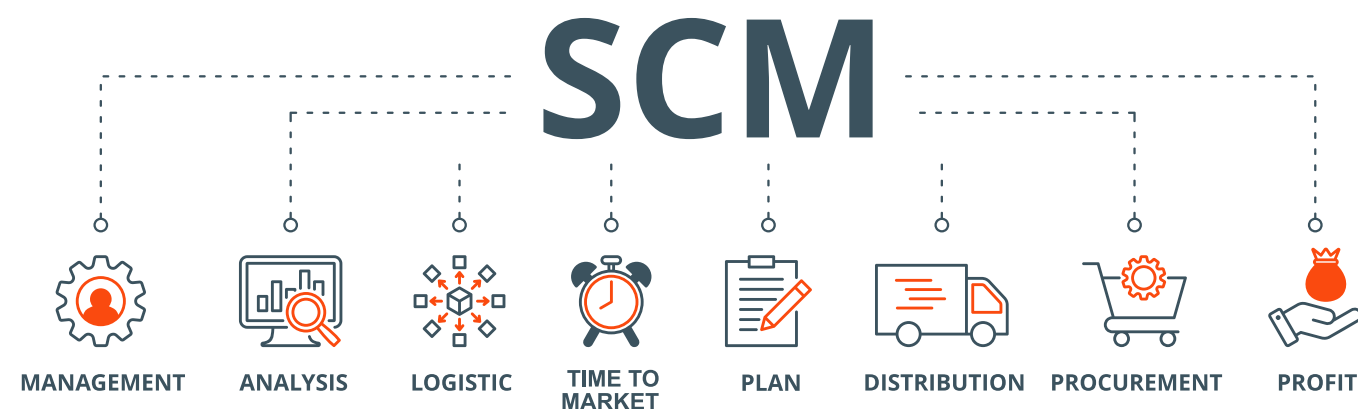 SCM
MANAGEMENT
ANALYSIS
LOGISTIC
TIME TO
MARKET
PLAN
DISTRIBUTION
PROCUREMENT
PROFIT